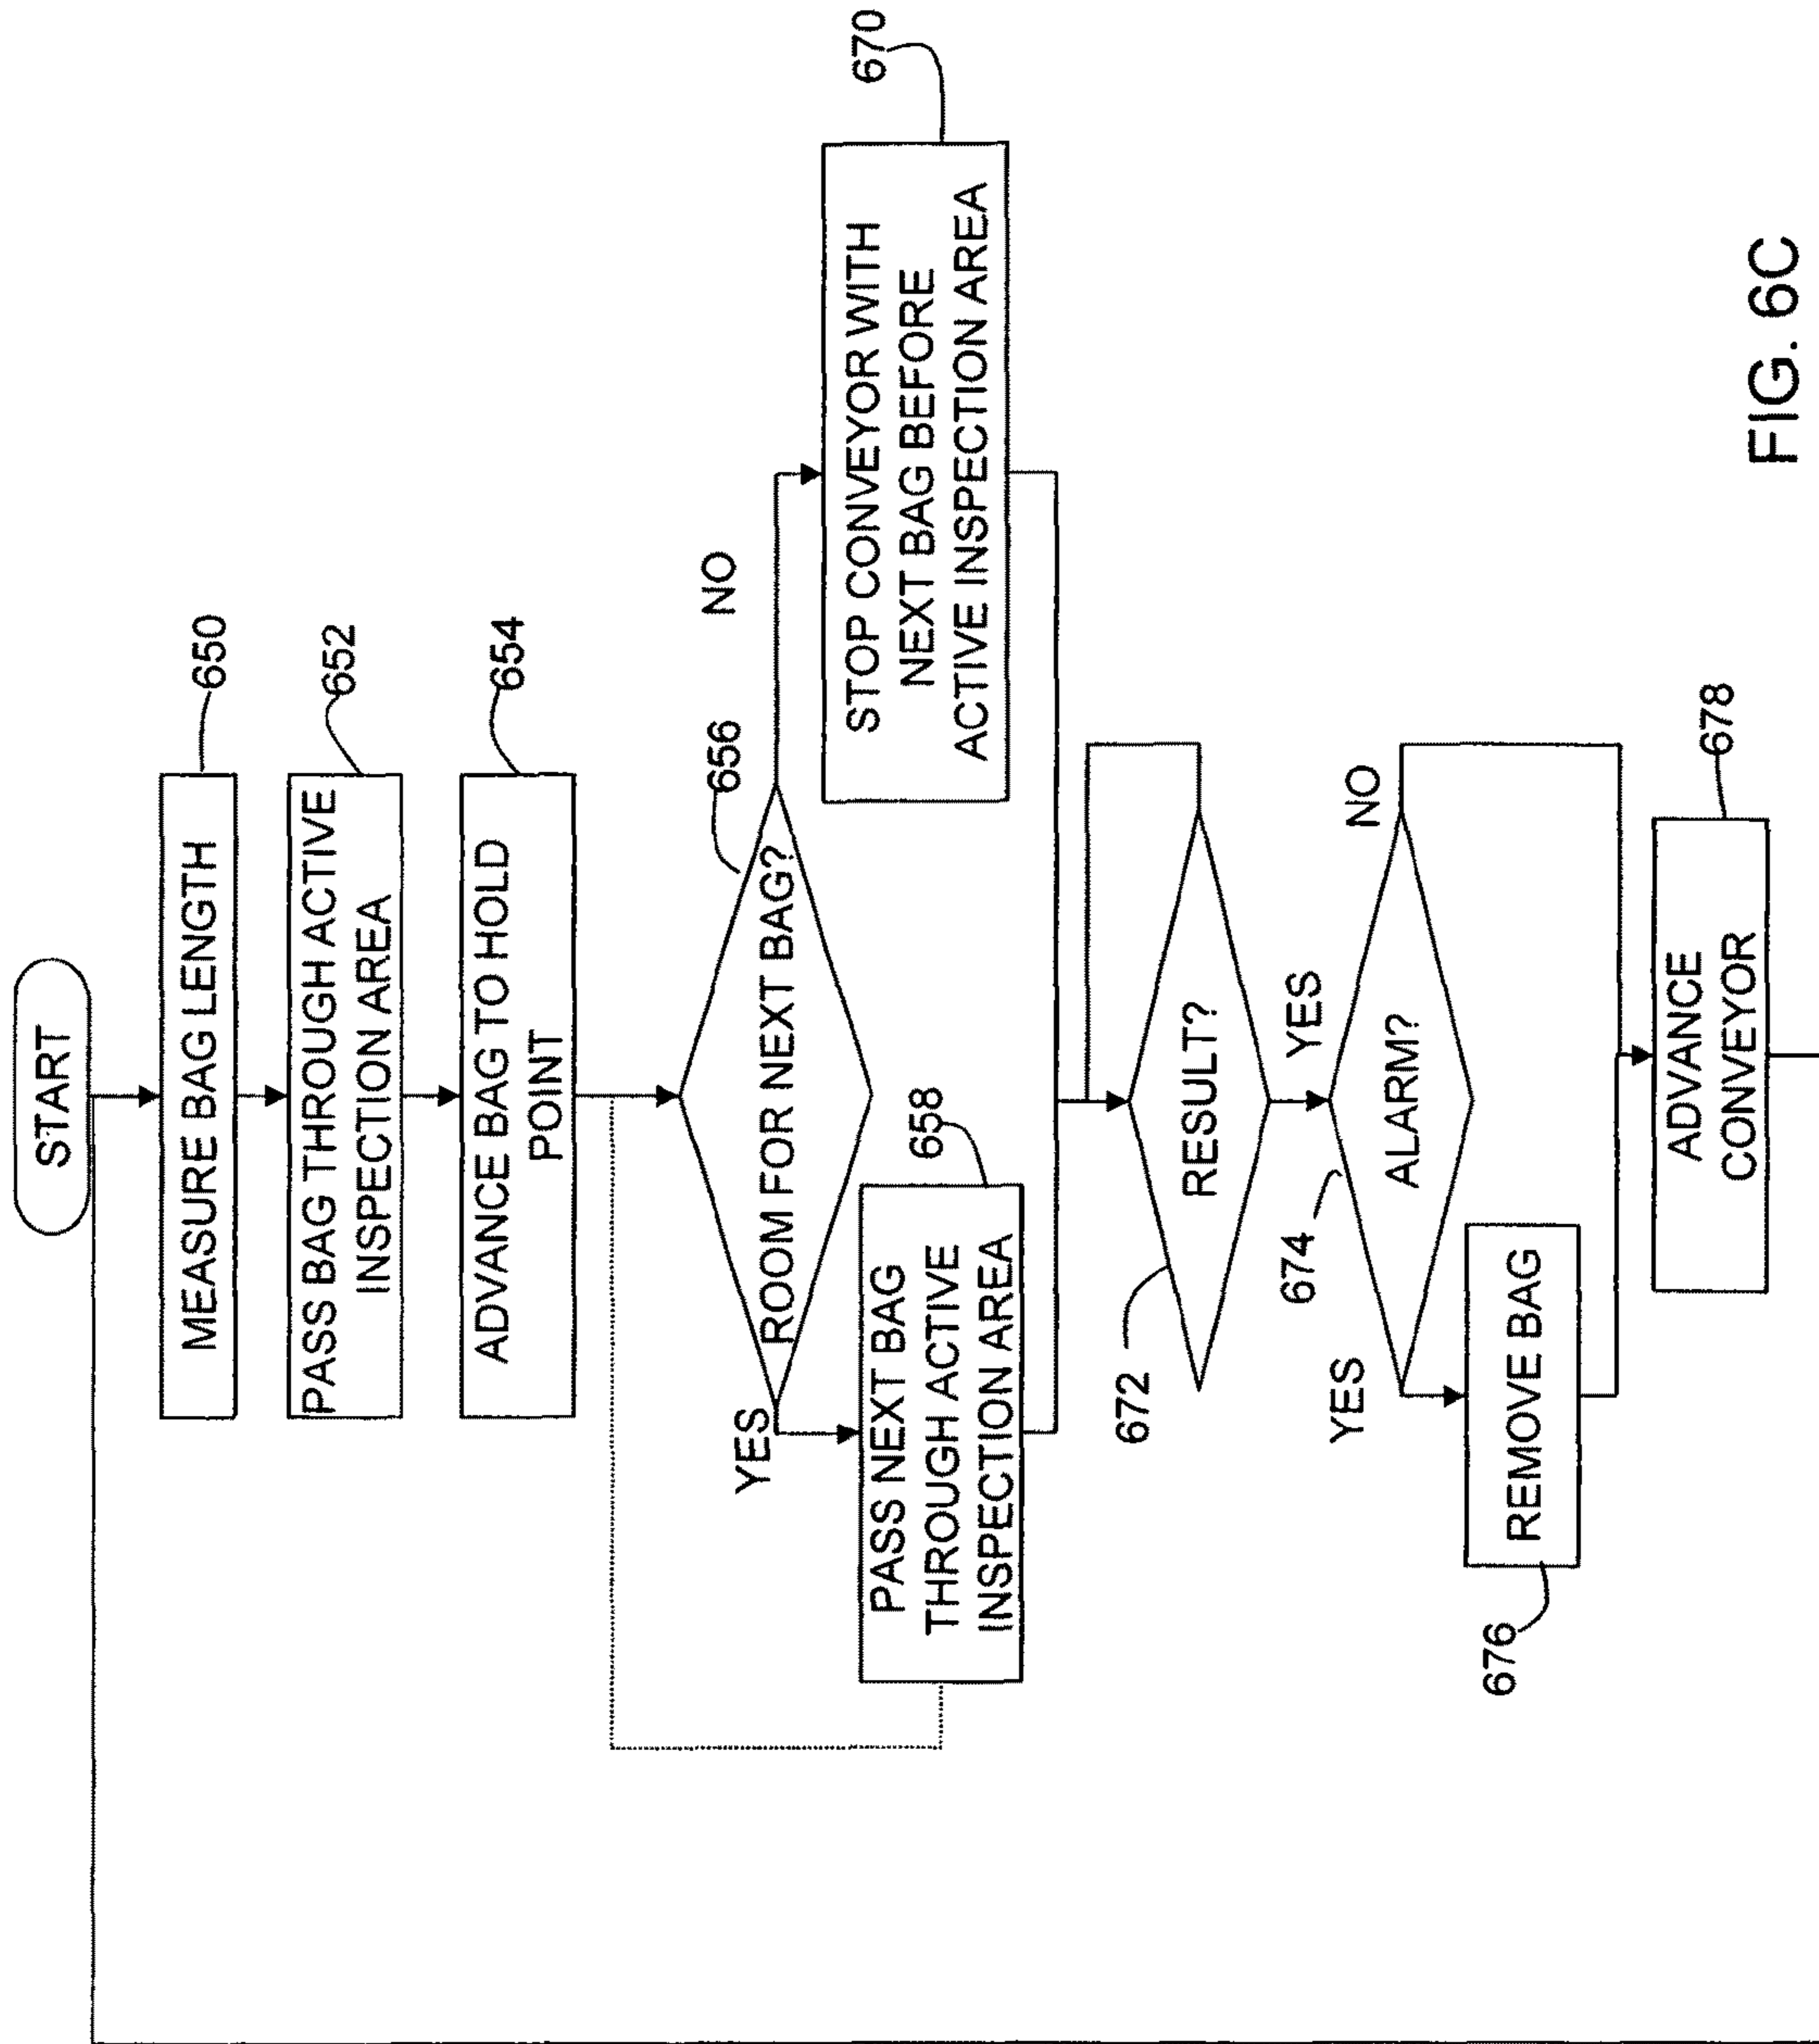 START
MEASURE BAG LENGTH
650
PASS BAG THROUGH ACTIVE
INSPECTION AREA
652
ADVANCE BAG TO HOLD
POINT
654
ROOM FOR NEXT BAG?
656
YES
NO
PASS NEXT BAG
THROUGH ACTIVE
INSPECTION AREA
658
STOP CONVEYOR WITH
NEXT BAG BEFORE
ACTIVE INSPECTION AREA
670
RESULT?
672
YES
ALARM?
674
YES
NO
REMOVE BAG
676
ADVANCE
CONVEYOR
678
FIG. 6C